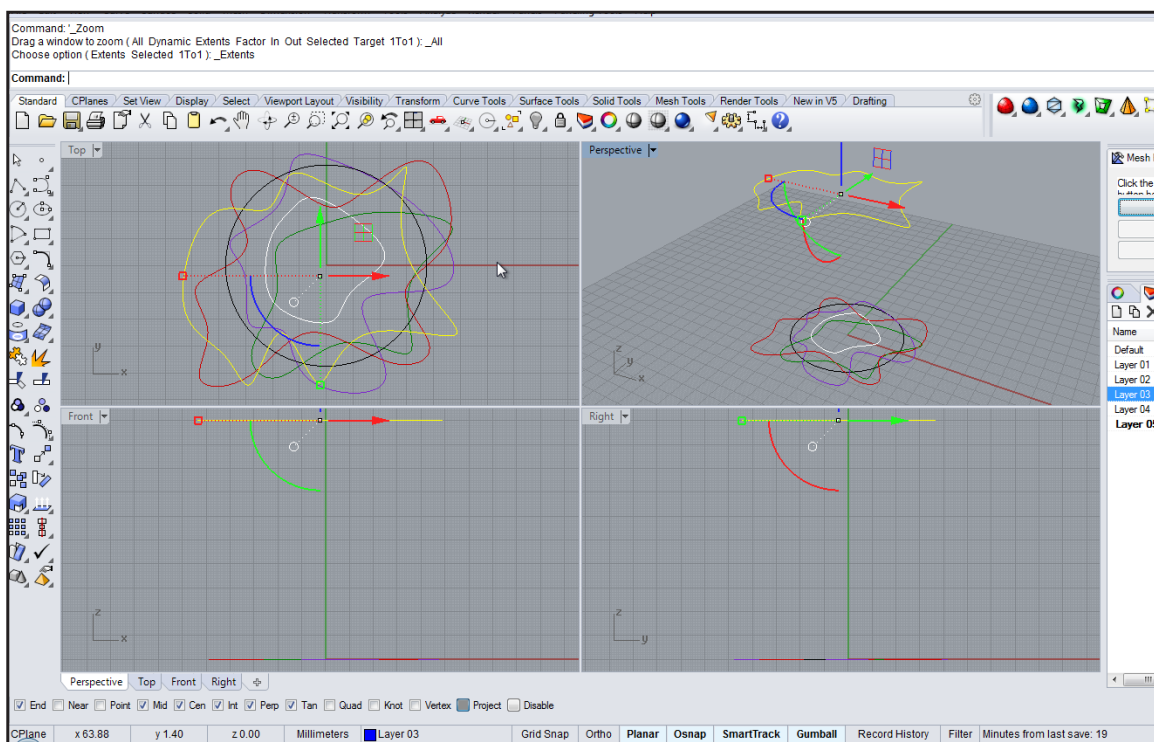 Command: '_Zoom
Drag a window to zoom ( All Dynamic Extents Factor In Out Selected Target 1To1 ): _All
Choose option ( Extents Selected 1To1 ): _Extents
Command:
Standard CPlanes Set View Display Select Viewport Layout Visibility Transform Curve Tools Surface Tools Solid Tools Mesh Tools Render Tools New in V5 Drafting
Top Perspective
Mesh
Click the
Name
Default
Layer 01
Layer 02
Layer 03
Layer 04
Layer 05
y x
z y x
Front Right
z x
z y
Perspective Top Front Right
End Near Point Mid Cen Int Perp Tan Quad Knot Vertex Project Disable
CPlane x 63.88 y 1.40 z 0.00 Millimeters Layer 03 Grid Snap Ortho Planar Osnap SmartTrack Gumball Record History Filter Minutes from last save: 19